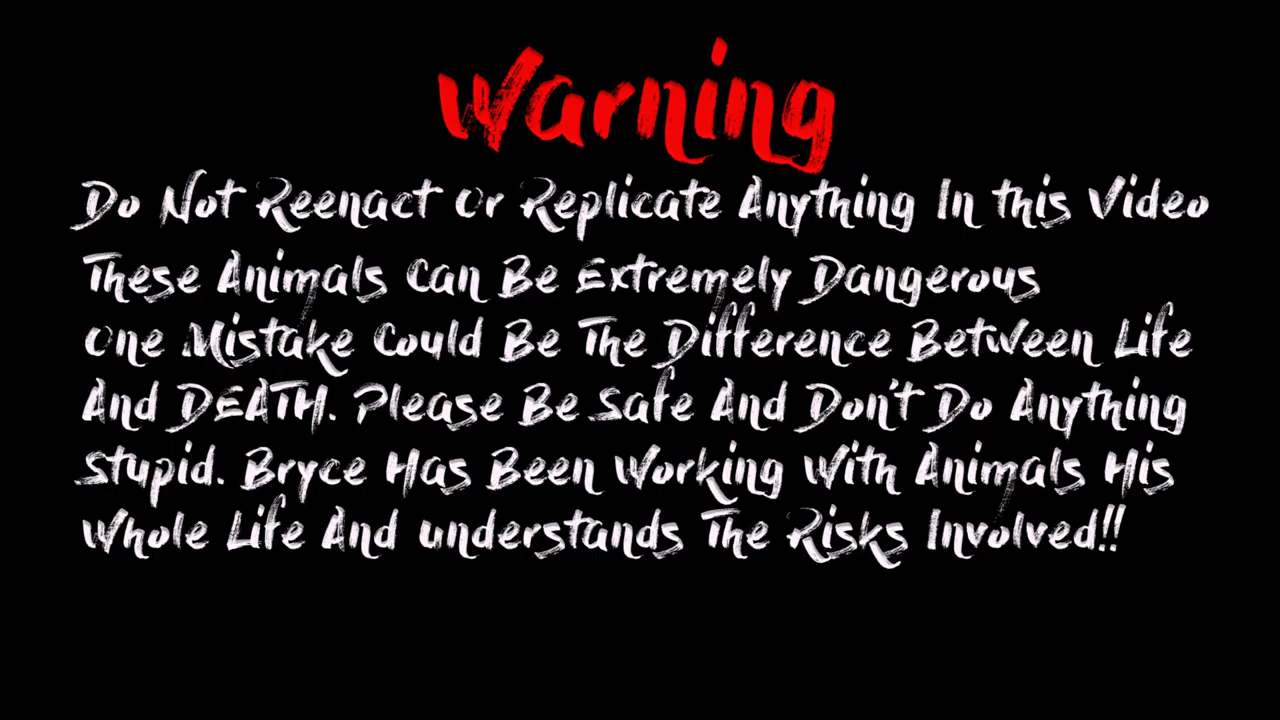 Warning
Do Not Reenact Or Replicate Anything In this Video
These Animals Can Be Extremely Dangerous
One Mistake Could Be The Difference Between Life
And DEATH. Please Be Safe And Don't Do Anything
Stupid. Bryce Has Been Working With Animals His
Whole Life And understands The Risks Involved!!